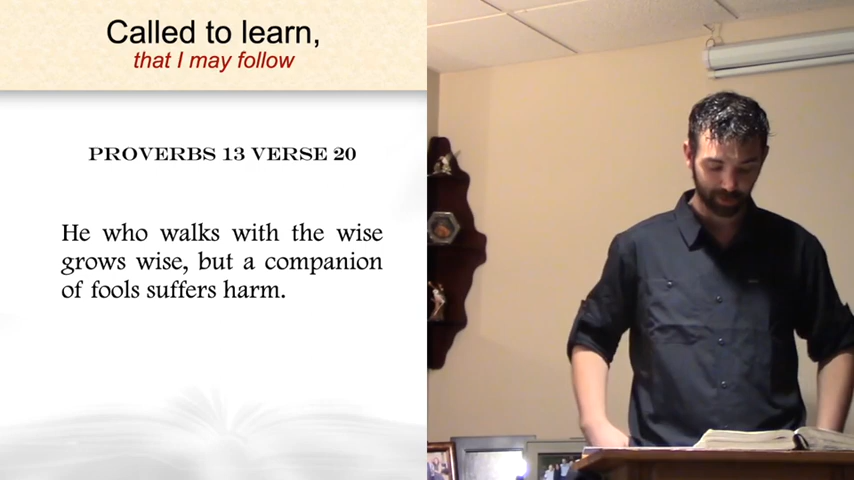 Called to learn,
that I may follow
PROVERBS 13 VERSE 20
He who walks with the wise
grows wise, but a companion
of fools suffers harm.